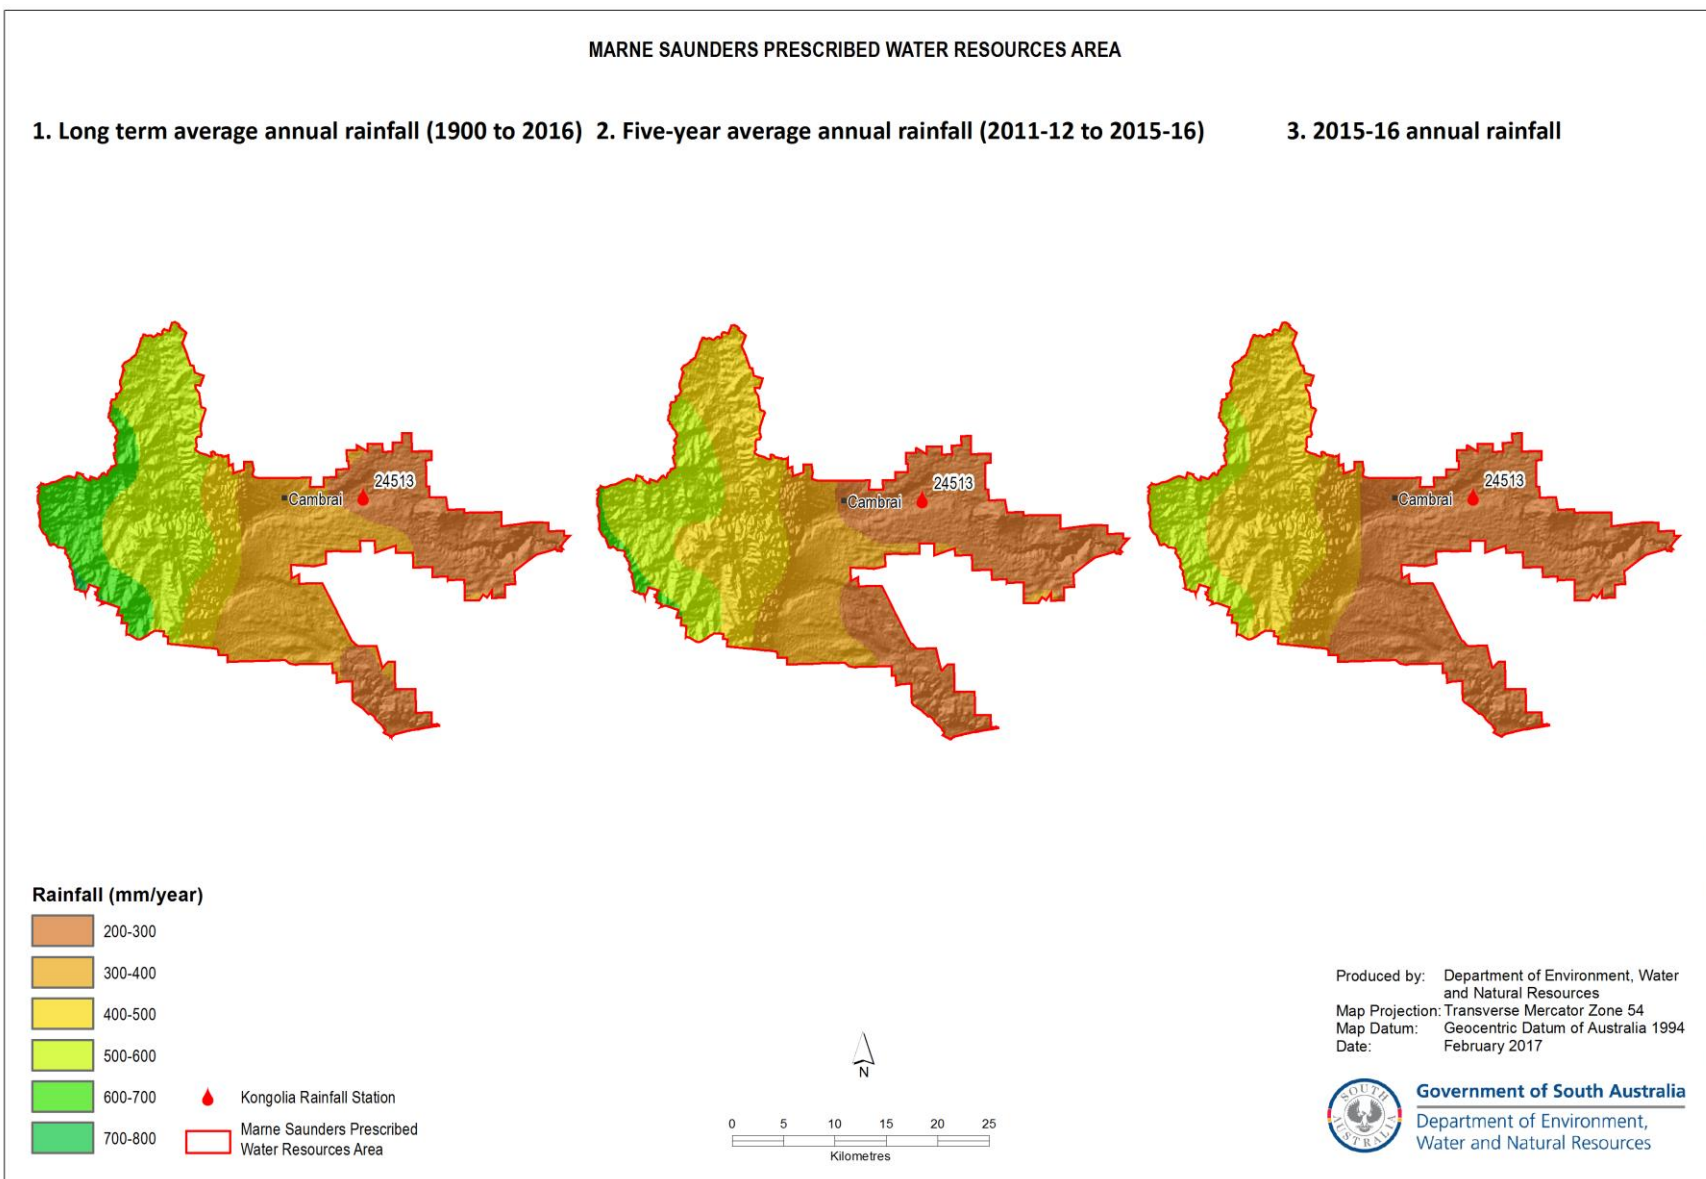 MARNE SAUNDERS PRESCRIBED WATER RESOURCES AREA
1. Long term average annual rainfall (1900 to 2016)
2. Five-year average annual rainfall (2011-12 to 2015-16)
3. 2015-16 annual rainfall
24513
Cambrai
24513
Cambrai
24513
Cambrai
Rainfall (mm/year)
200-300
300-400
400-500
500-600
600-700
700-800
Kongolia Rainfall Station
Marne Saunders Prescribed
Water Resources Area
N
0 5 10 15 20 25
Kilometres
Produced by: Department of Environment, Water
and Natural Resources
Map Projection: Transverse Mercator Zone 54
Map Datum: Geocentric Datum of Australia 1994
Date: February 2017
SOUTH
AUSTRALIA
Government of South Australia
Department of Environment,
Water and Natural Resources